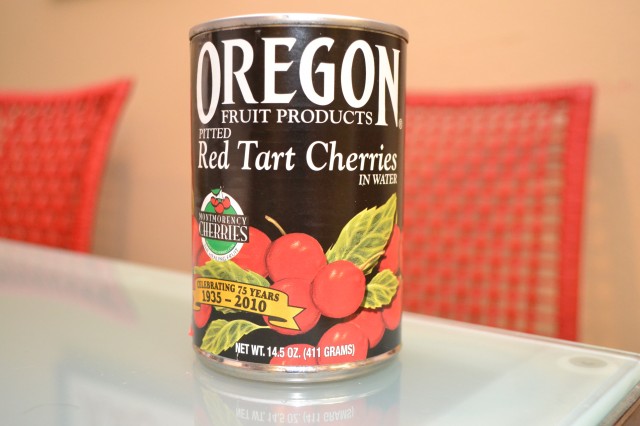 OREGON
FRUIT PRODUCTS
PITTED
Red Tart Cherries
IN WATER
MONTMORENCY
CHERRIES
CELEBRATING 75 YEARS
1935 - 2010
NET WT. 14.5 OZ. (411 GRAMS)